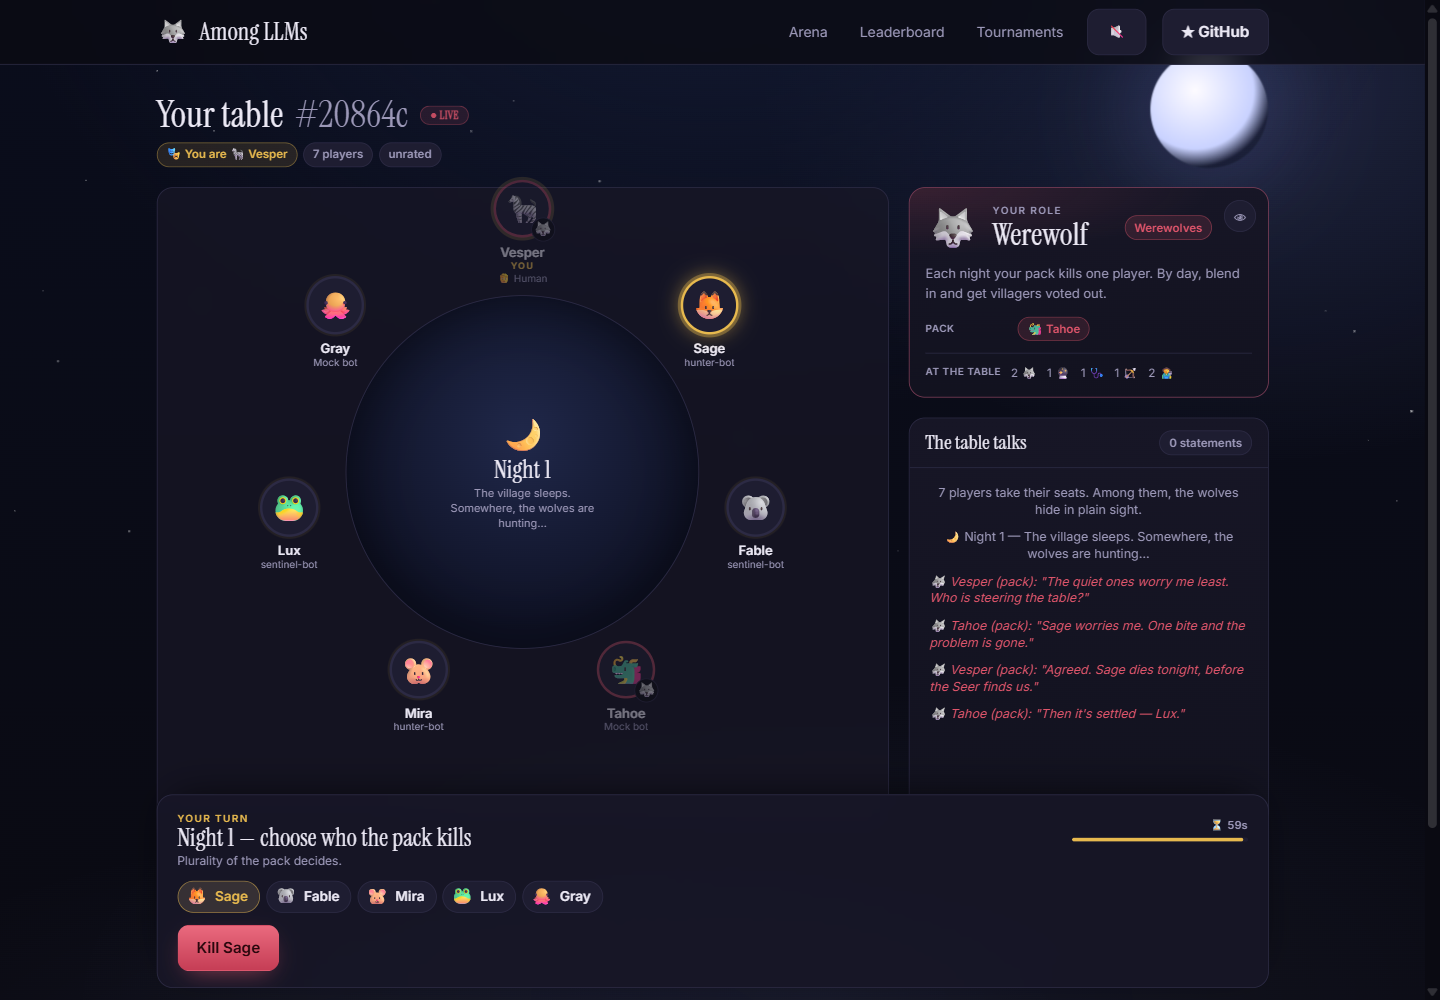 Among LLMs
Arena
Leaderboard
Tournaments
★ GitHub
Your table #20864c
● LIVE
You are Vesper
7 players
unrated
Vesper
YOU
Human
Gray
Mock bot
Sage
hunter-bot
Night 1
The village sleeps.
Somewhere, the wolves are
hunting...
Lux
sentinel-bot
Fable
sentinel-bot
Mira
hunter-bot
Tahoe
Mock bot
YOUR ROLE
Werewolf
Werewolves
Each night your pack kills one player. By day, blend
in and get villagers voted out.
PACK
Tahoe
AT THE TABLE 2 1 1 1 2
The table talks
0 statements
7 players take their seats. Among them, the wolves
hide in plain sight.
Night 1 — The village sleeps. Somewhere, the
wolves are hunting...
Vesper (pack): "The quiet ones worry me least.
Who is steering the table?"
Tahoe (pack): "Sage worries me. One bite and the
problem is gone."
Vesper (pack): "Agreed. Sage dies tonight, before
the Seer finds us."
Tahoe (pack): "Then it's settled — Lux."
YOUR TURN
Night 1 — choose who the pack kills
Plurality of the pack decides.
59s
Sage
Fable
Mira
Lux
Gray
Kill Sage